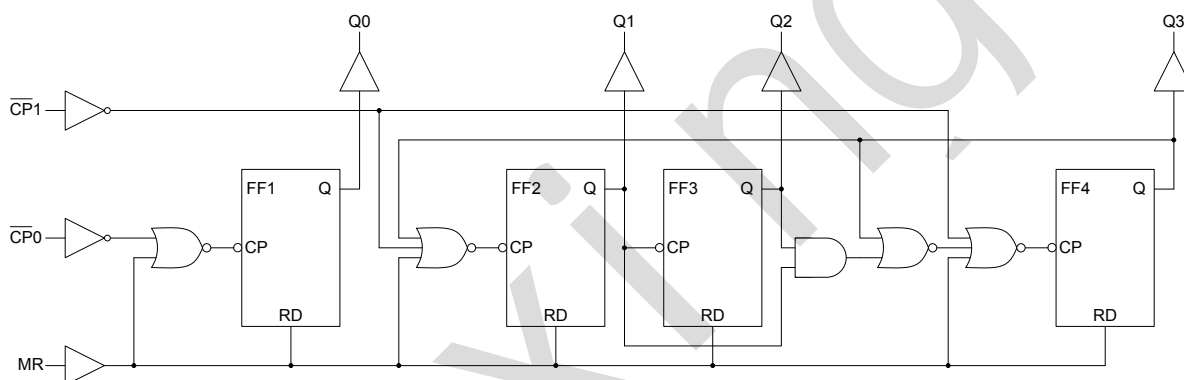 Q0 Q1 Q2 Q3
CP1
FF1 Q FF2 Q FF3 Q FF4 Q
CP0
CP CP CP CP
RD RD RD RD
MR
xing